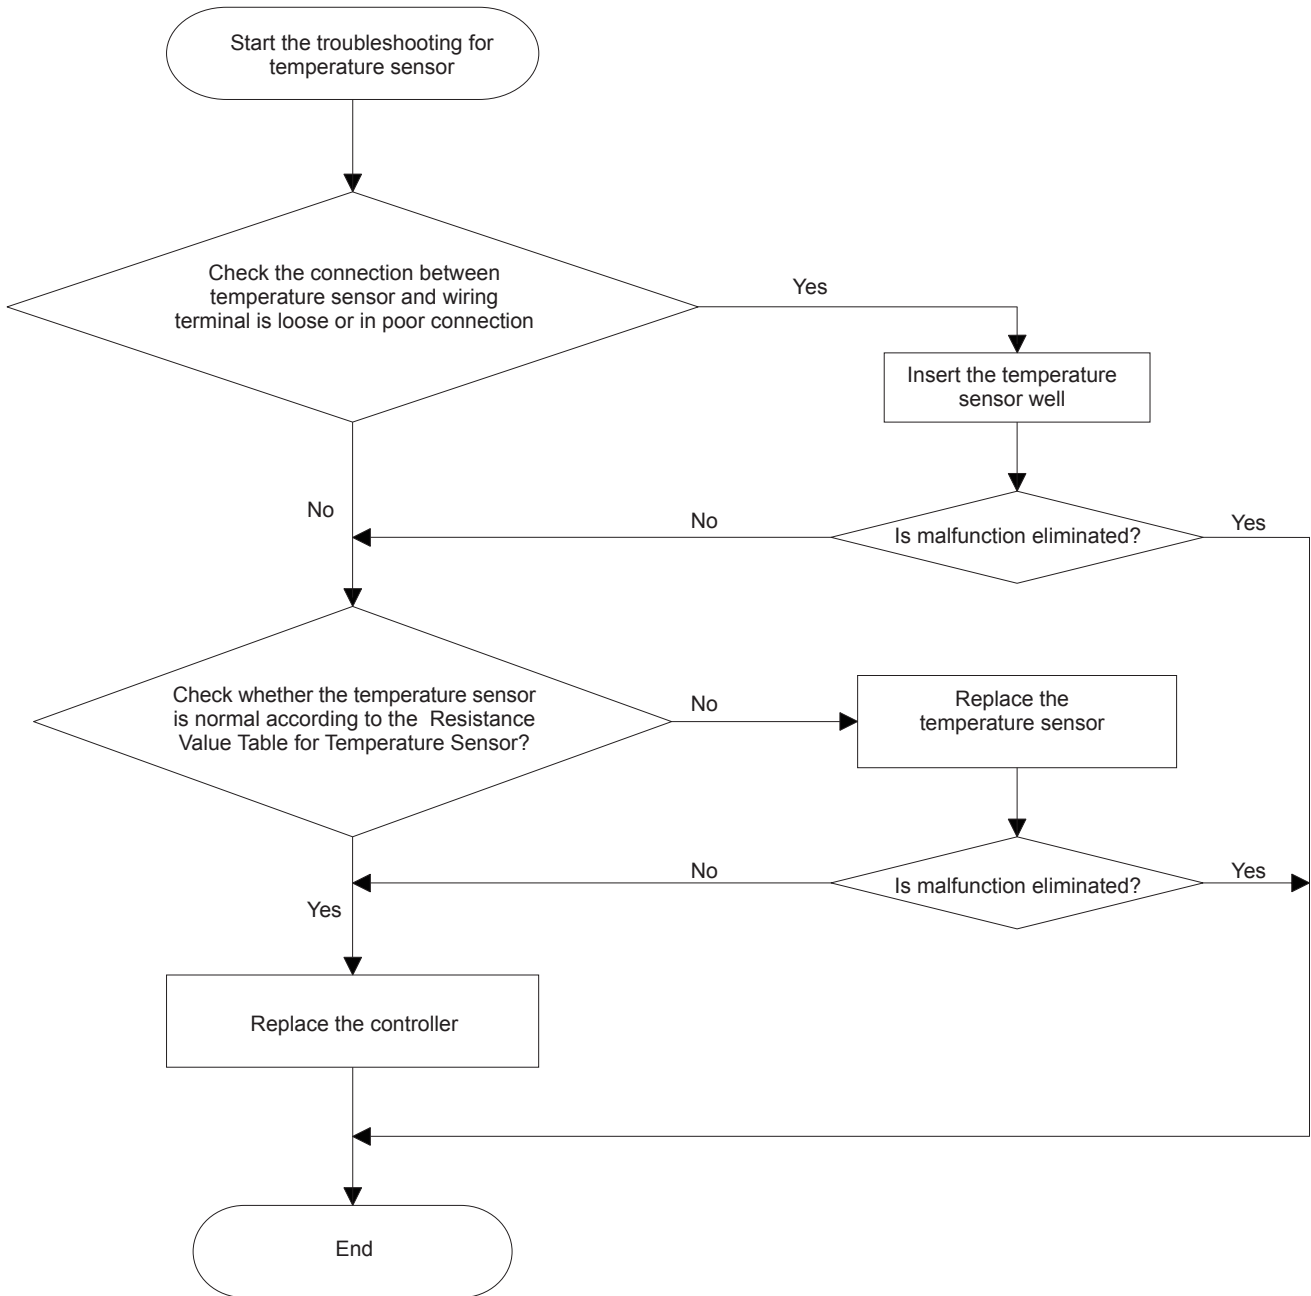 Start the troubleshooting for
temperature sensor
Check the connection between
temperature sensor and wiring
terminal is loose or in poor connection
Yes
Insert the temperature
sensor well
No
No
Is malfunction eliminated?
Yes
Check whether the temperature sensor
is normal according to the  Resistance
Value Table for Temperature Sensor?
No
Replace the
temperature sensor
No
Is malfunction eliminated?
Yes
Yes
Replace the controller
End